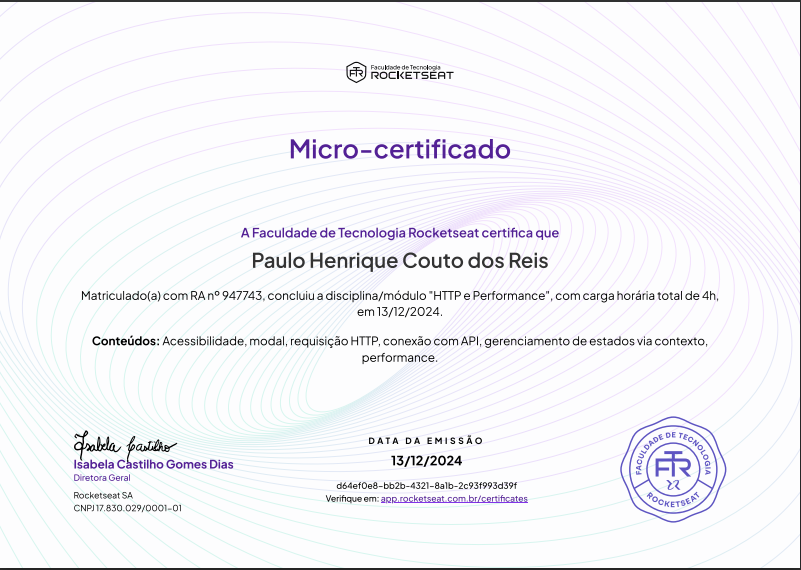 Faculdade de Tecnologia
ROCKETSEAT
Micro-certificado
A Faculdade de Tecnologia Rocketseat certifica que
Paulo Henrique Couto dos Reis
Matriculado(a) com RA nº 947743, concluiu a disciplina/módulo "HTTP e Performance", com carga horária total de 4h,
em 13/12/2024.
Conteúdos: Acessibilidade, modal, requisição HTTP, conexão com API, gerenciamento de estados via contexto,
performance.
Isabela Castilho
Isabela Castilho Gomes Dias
Diretora Geral
Rocketseat SA
CNPJ 17.830.029/0001-01
DATA DA EMISSÃO
13/12/2024
d64ef0e8-bb2b-4321-8a1b-2c93f993d39f
Verifique em: app.rocketseat.com.br/certificates
FACULDADE DE TECNOLOGIA
FTR
ROCKETSEAT